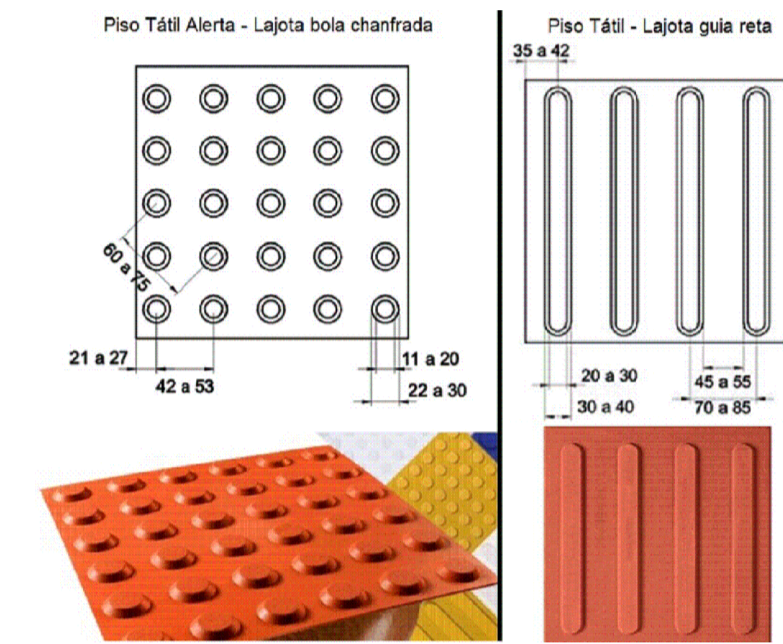 Piso Tátil Alerta - Lajota bola chanfrada
60 a 75
21 a 27
42 a 53
11 a 20
22 a 30
Piso Tátil - Lajota guia reta
35 a 42
20 a 30
30 a 40
45 a 55
70 a 85